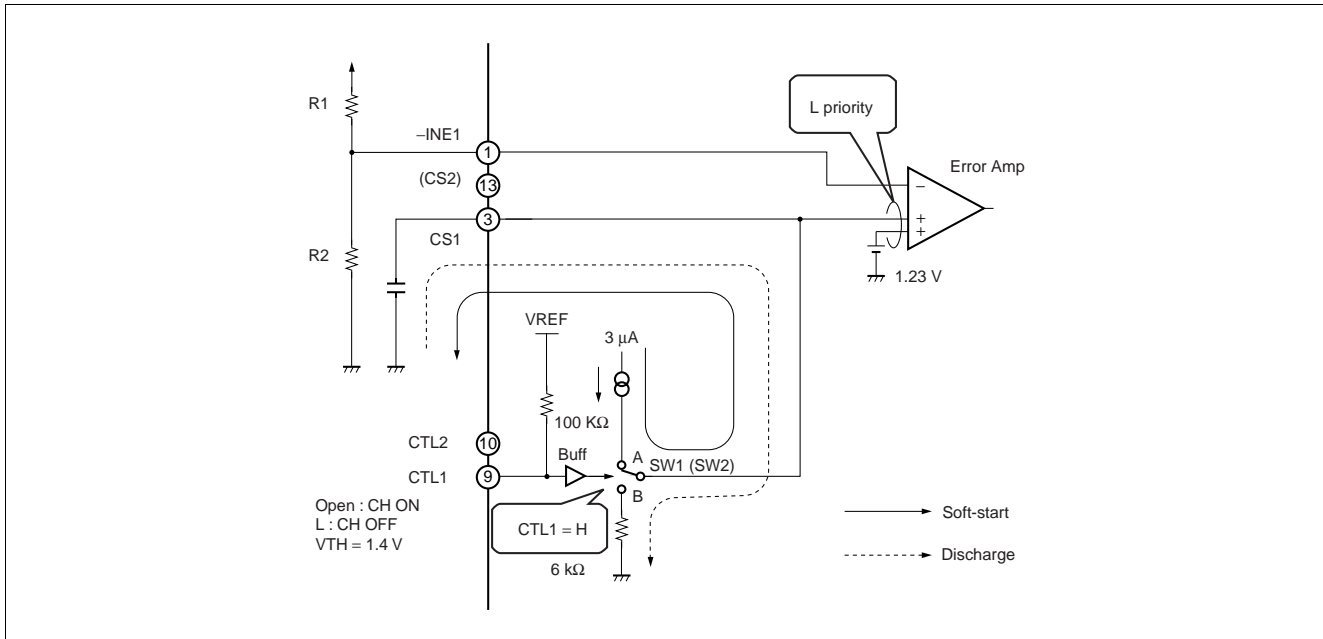 R1
L priority
–INE1
1
Error Amp
(CS2)
13
–
3
+
+
CS1
R2
1.23 V
VREF
3 μA
100 KΩ
CTL2
10
Buff
A
SW1 (SW2)
CTL1
9
B
Open : CH ON
L : CH OFF
VTH = 1.4 V
CTL1 = H
6 kΩ
Soft-start
Discharge